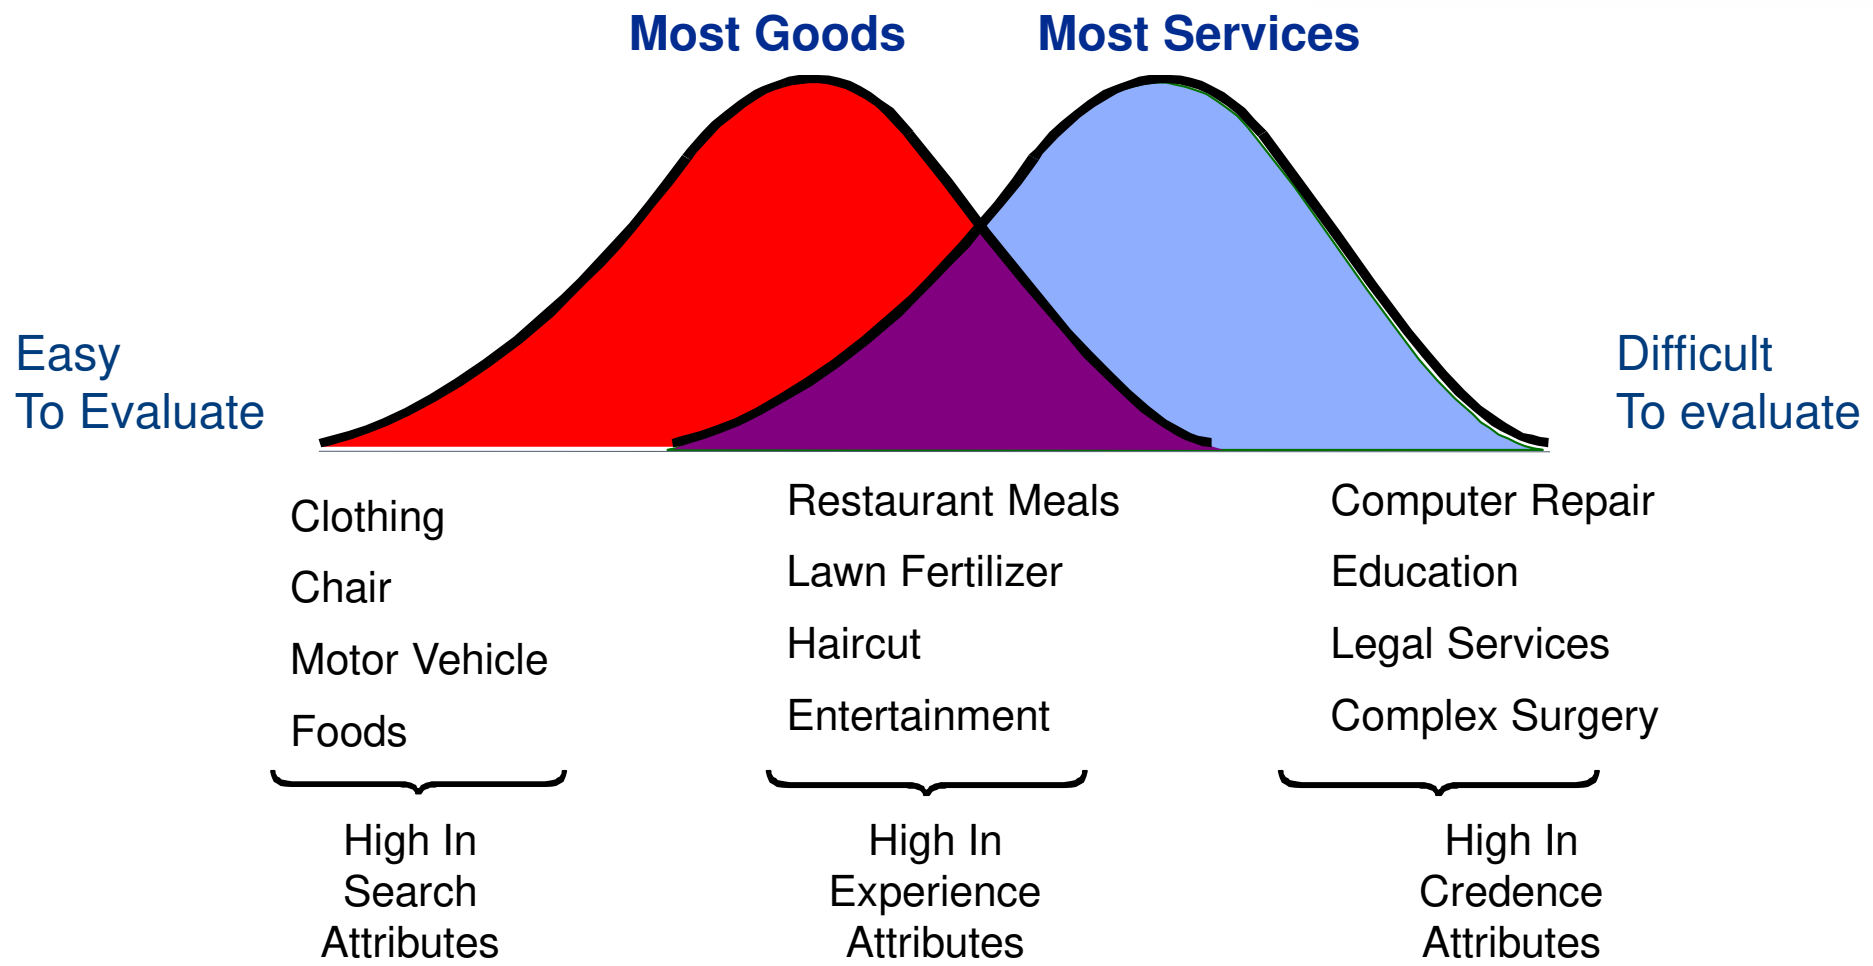 Most Goods
Most Services
Easy
To Evaluate
Difficult
To evaluate
Clothing
Chair
Motor Vehicle
Foods
Restaurant Meals
Lawn Fertilizer
Haircut
Entertainment
Computer Repair
Education
Legal Services
Complex Surgery
High In
Search
Attributes
High In
Experience
Attributes
High In
Credence
Attributes